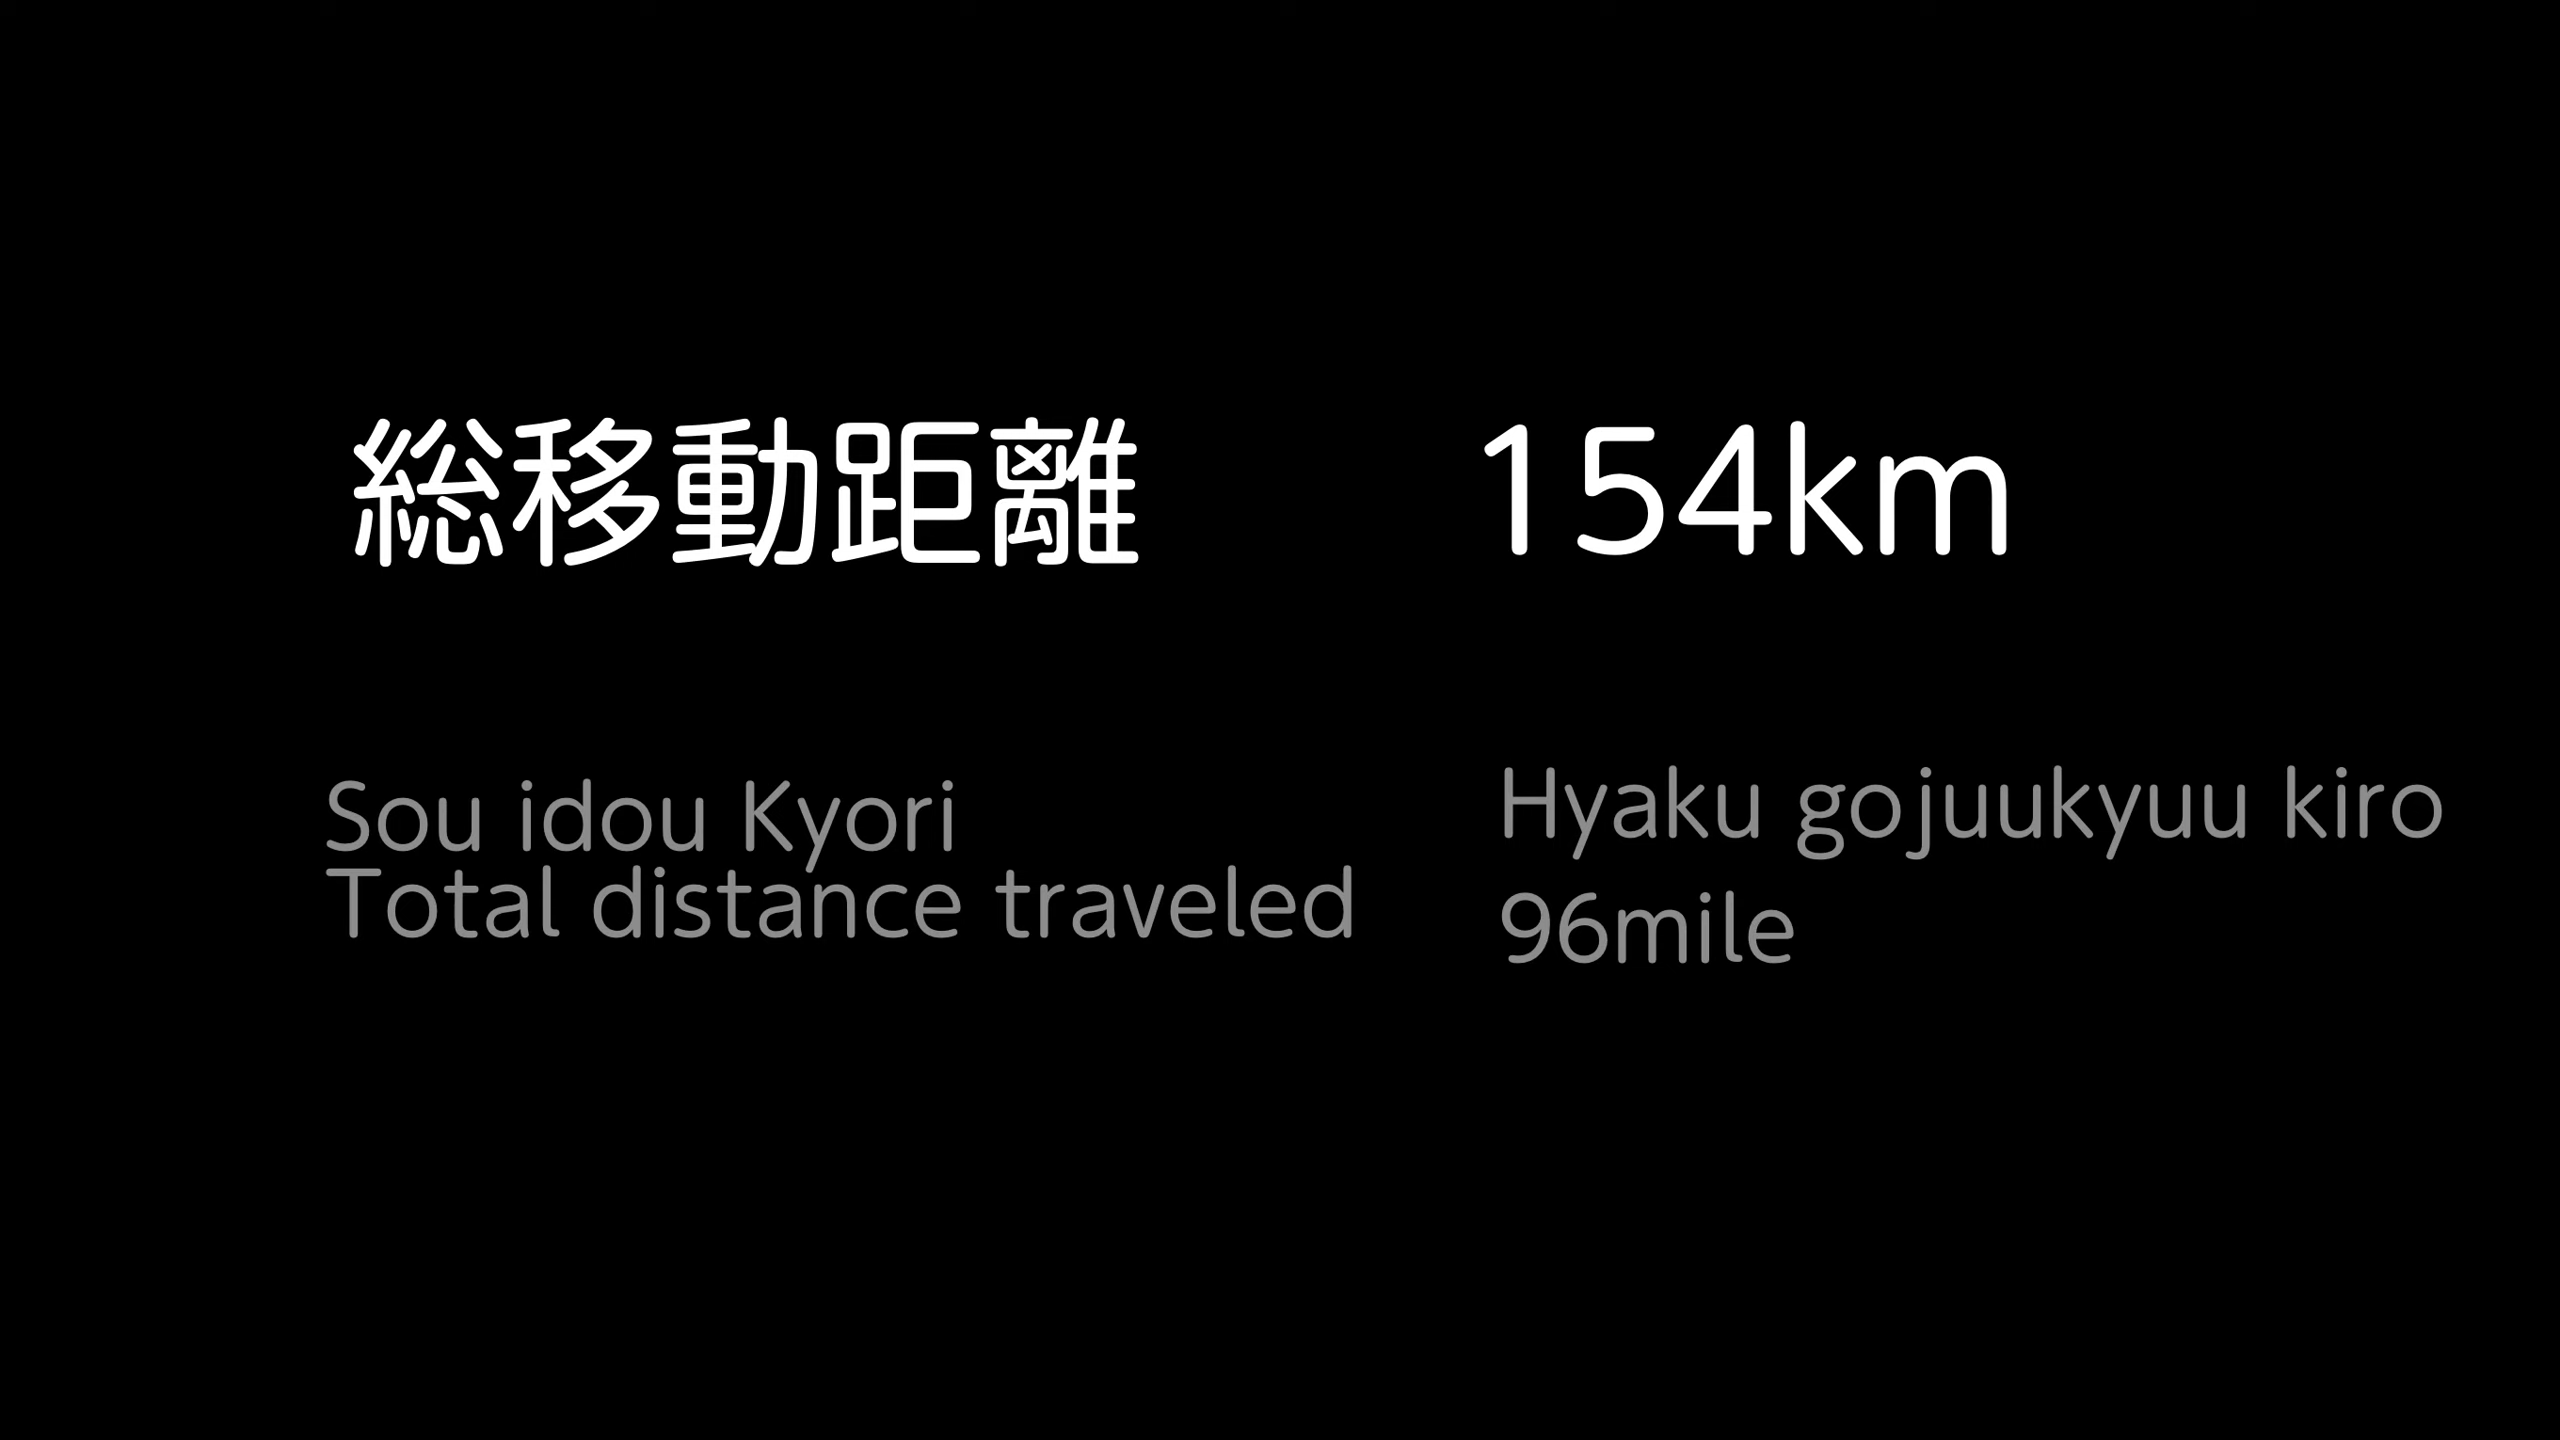 総移動距離 154km
Sou idou Kyori
Total distance traveled
Hyaku gojuukyuu kiro
96mile